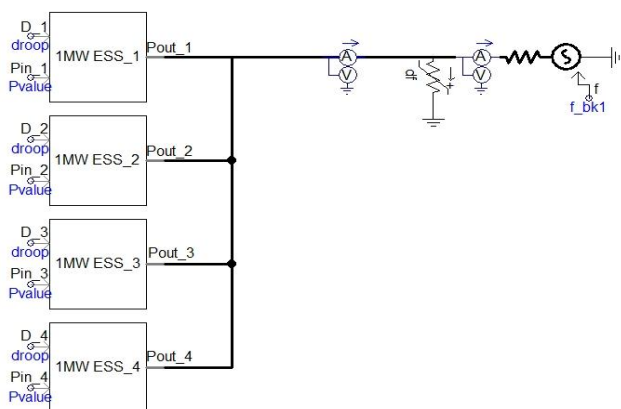 D_1
droop
Pin_1
Pvalue
1MW ESS_1
Pout_1
D_2
droop
Pin_2
Pvalue
1MW ESS_2
Pout_2
D_3
droop
Pin_3
Pvalue
1MW ESS_3
Pout_3
D_4
droop
Pin_4
Pvalue
1MW ESS_4
Pout_4
A
V
df
+
A
V
S
f
f_bk1